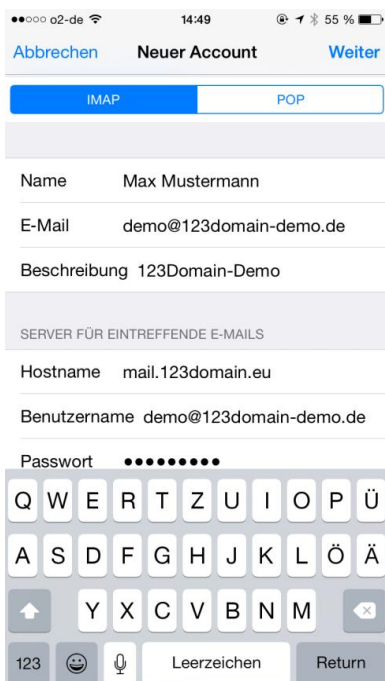 o2-de 14:49 55 %
Abbrechen Neuer Account Weiter
IMAP POP
Name Max Mustermann
E-Mail demo@123domain-demo.de
Beschreibung 123Domain-Demo
SERVER FÜR EINTREFFENDE E-MAILS
Hostname mail.123domain.eu
Benutzername demo@123domain-demo.de
Passwort •••••••••
Q W E R T Z U I O P Ü
A S D F G H J K L Ö Ä
Y X C V B N M
123 Leerzeichen Return